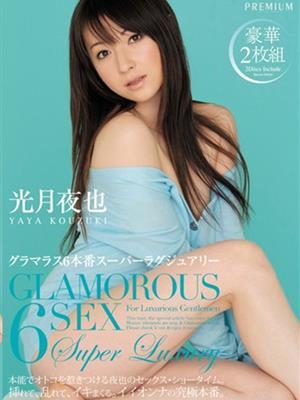 PREMIUM
豪華
2枚組
2Discs Include
光月夜也
YAYA KOUZUKI
グラマラス6本番スーパーラグジュアリー
GLAMOROUS
6 SEX
For Luxurious Gentlemen
Super Luxury
本能でオトコを惹きつける夜也のセックス・ショータイム。
挿れて、乱れて、イキまくる。イイオンナの究極本番。